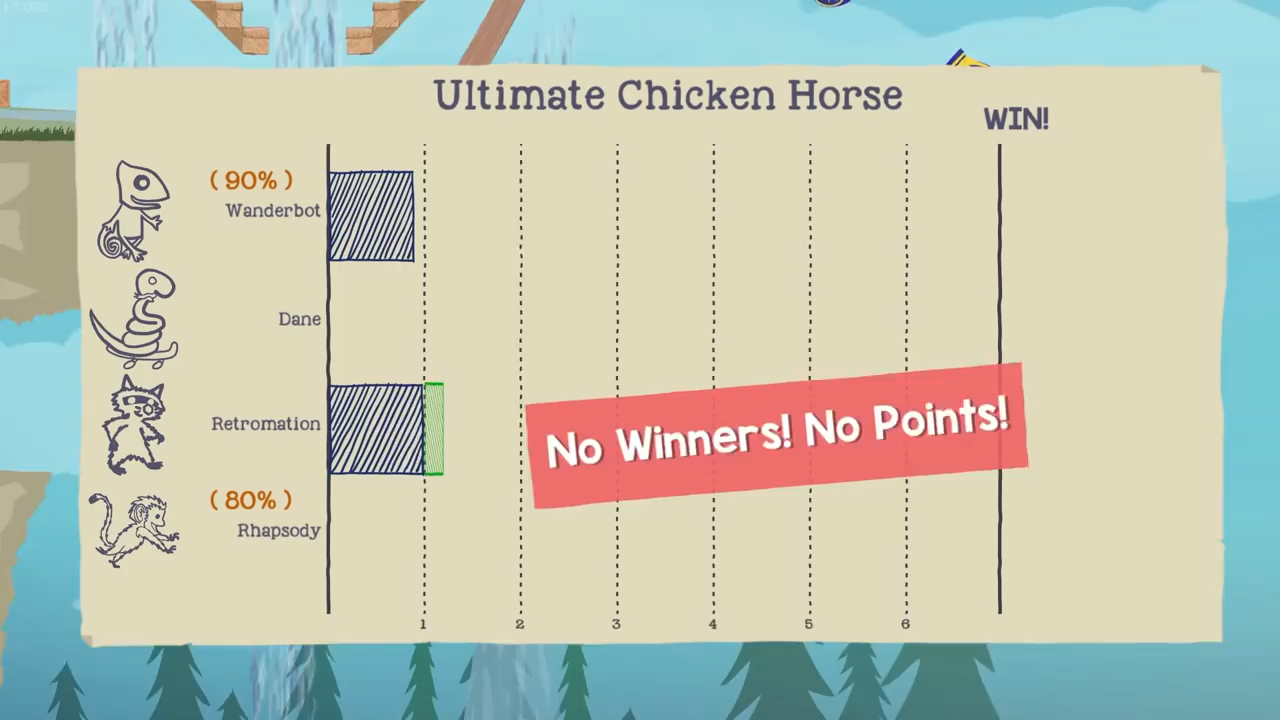 Ultimate Chicken Horse
WIN!
( 90% )
Wanderbot
Dane
Retromation
No Winners! No Points!
( 80% )
Rhapsody
1 2 3 4 5 6